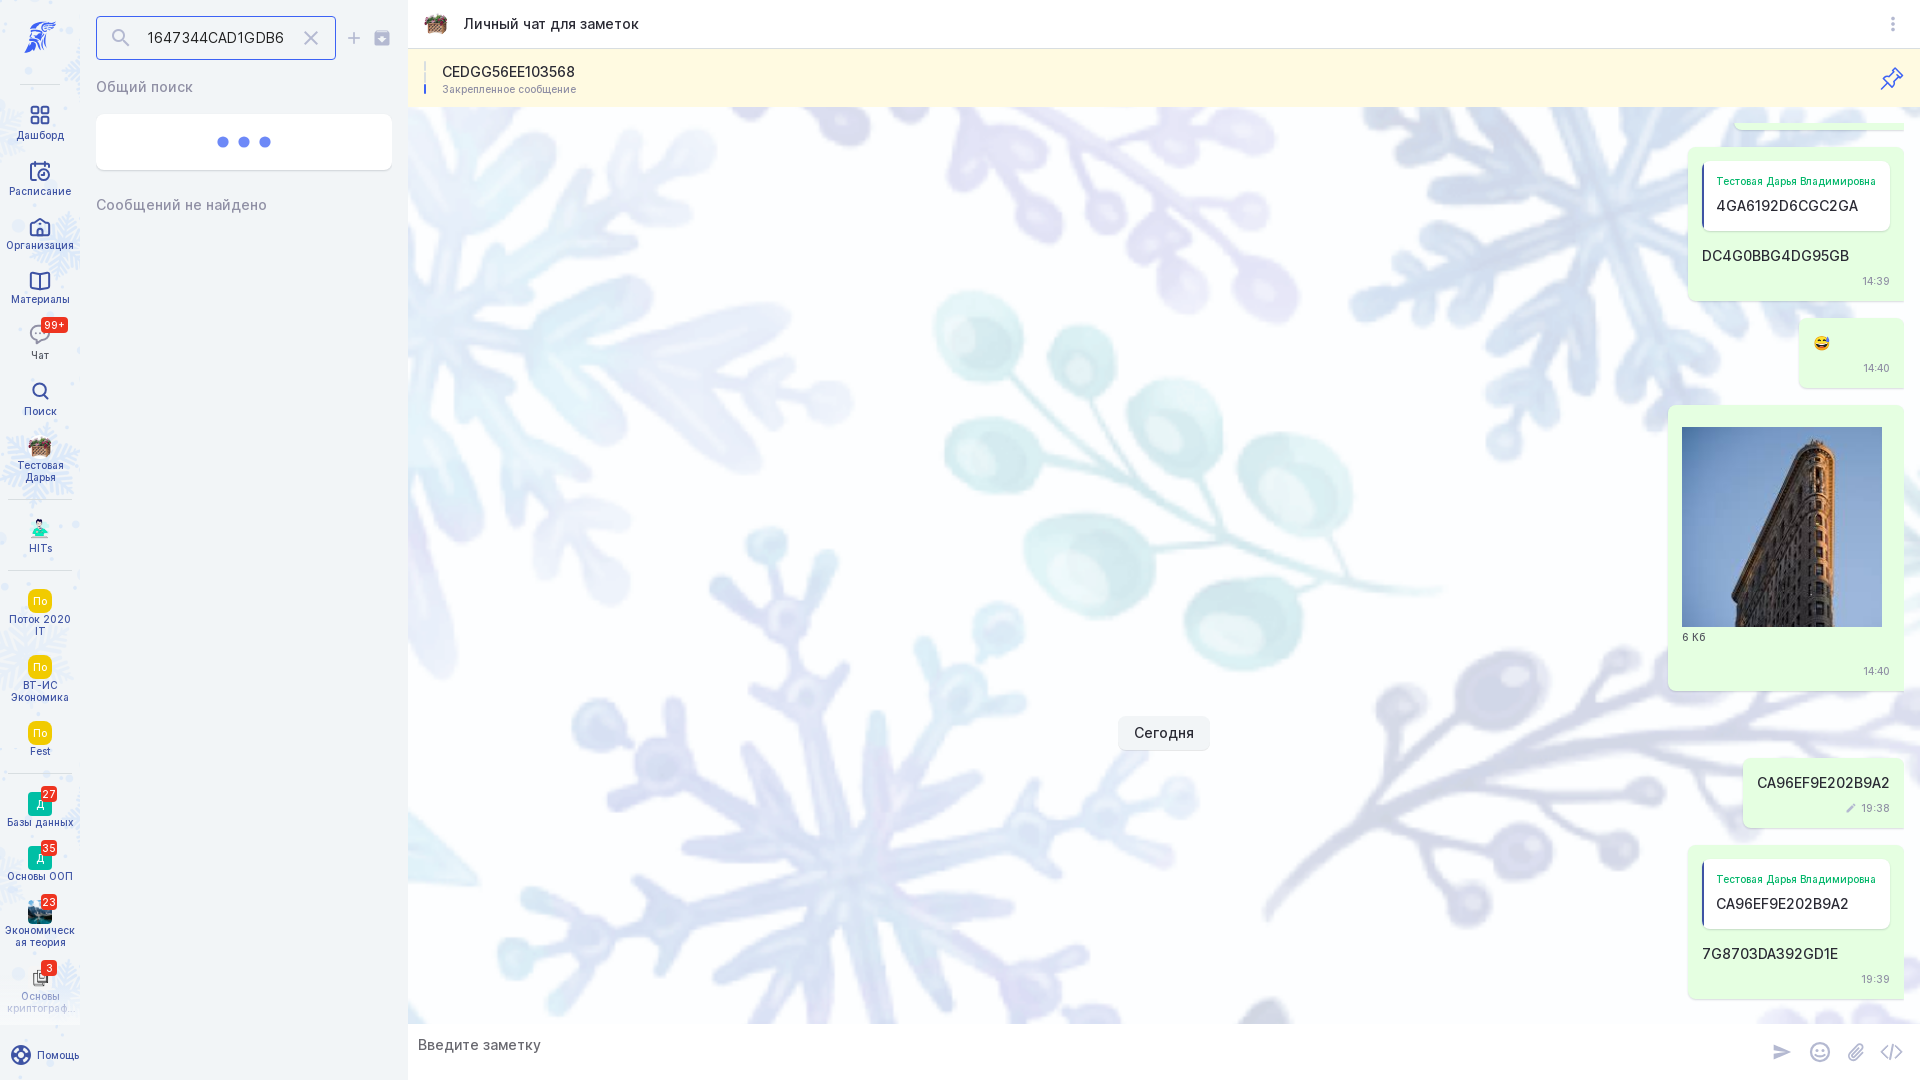 1647344CAD1GDB6
Общий поиск
Сообщений не найдено
Дашборд
Расписание
Организация
Материалы
99+
Чат
Поиск
Тестовая
Дарья
HITs
По
Поток 2020
IT
По
ВТ-ИС
Экономика
По
Fest
27
Д
Базы данных
35
Д
Основы ООП
23
Экономическ
ая теория
3
Основы
криптограф...
Помощь
Личный чат для заметок
CEDGG56EE103568
Закрепленное сообщение
Тестовая Дарья Владимировна
4GA6192D6CGC2GA
DC4G0BBG4DG95GB
14:39
😅
14:40
6 Кб
14:40
Сегодня
CA96EF9E202B9A2
19:38
Тестовая Дарья Владимировна
CA96EF9E202B9A2
7G8703DA392GD1E
19:39
Введите заметку